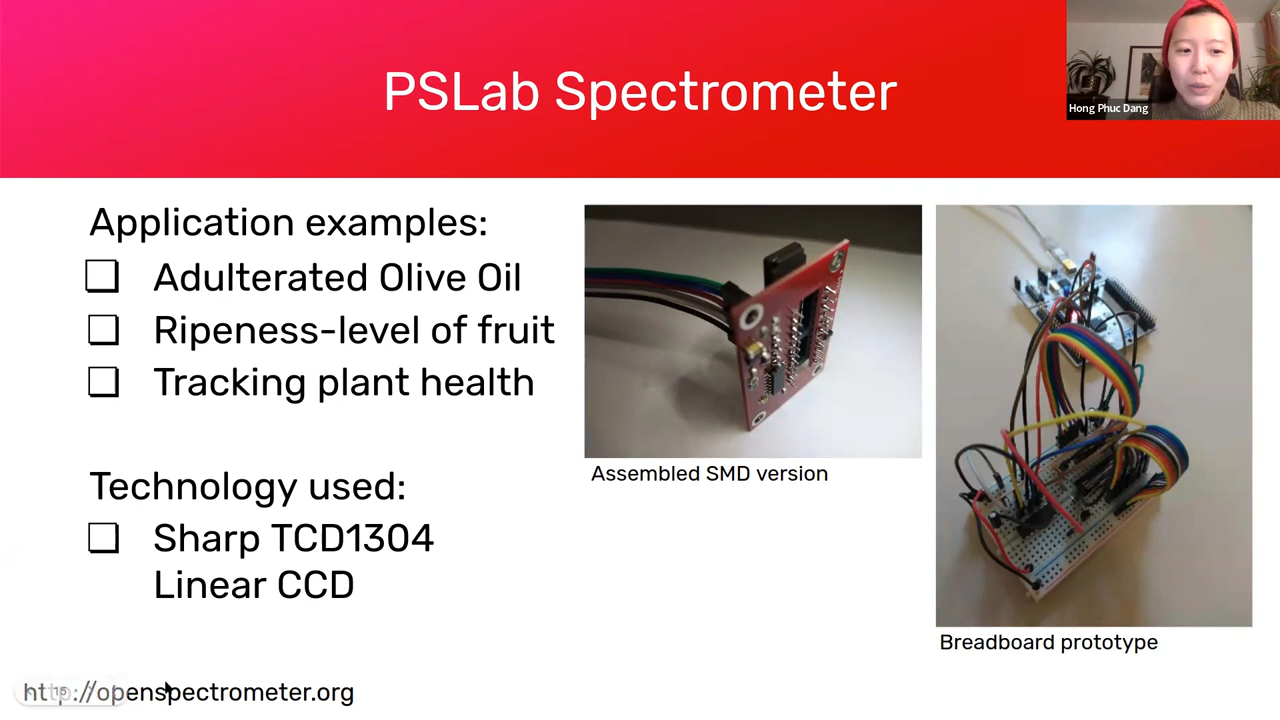 PSLab Spectrometer
Hong Phuc Dang
Application examples:
Adulterated Olive Oil
Ripeness-level of fruit
Tracking plant health
Technology used:
Sharp TCD1304
Linear CCD
Assembled SMD version
Breadboard prototype
http://openspectrometer.org
15